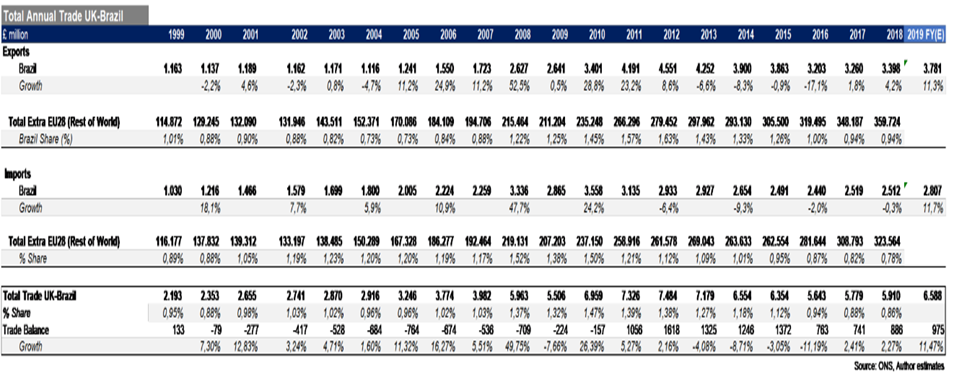 Total Annual Trade UK-Brazil
£ million 1999 2000 2001 2002 2003 2004 2005 2006 2007 2008 2009 2010 2011 2012 2013 2014 2015 2016 2017 2018 2019 FY(E)
Exports
Brazil 1.163 1.137 1.189 1.162 1.171 1.116 1.241 1.550 1.723 2.627 2.641 3.401 4.191 4.551 4.252 3.900 3.863 3.203 3.260 3.398 3.781
Growth -2,2% 4,6% -2,3% 0,8% -4,7% 11,2% 24,9% 11,2% 52,5% 0,5% 28,8% 23,2% 8,6% -6,6% -8,3% -0,9% -17,1% 1,8% 4,2% 11,3%
Total Extra EU28 (Rest of World) 114.872 129.245 132.090 131.946 143.511 152.371 170.086 184.109 194.706 215.464 211.204 235.248 266.296 279.452 297.962 293.130 305.500 319.495 348.187 359.724
Brazil Share (%) 1,01% 0,88% 0,90% 0,88% 0,82% 0,73% 0,73% 0,84% 0,88% 1,22% 1,25% 1,45% 1,57% 1,63% 1,43% 1,33% 1,26% 1,00% 0,94% 0,94%
Imports
Brazil 1.030 1.216 1.466 1.579 1.699 1.800 2.005 2.224 2.259 3.336 2.865 3.558 3.135 2.933 2.927 2.654 2.491 2.440 2.519 2.512 2.807
Growth 18,1% 7,7% 5,9% 10,9% 47,7% 24,2% -6,4% -9,3% -2,0% -0,3% 11,7%
Total Extra EU28 (Rest of World) 116.177 137.832 139.312 133.197 138.485 150.289 167.328 186.277 192.464 219.131 207.203 237.150 258.916 261.578 269.043 263.633 262.554 281.644 308.793 323.564
% Share 0,89% 0,88% 1,05% 1,19% 1,23% 1,20% 1,20% 1,19% 1,17% 1,52% 1,38% 1,50% 1,21% 1,12% 1,09% 1,01% 0,95% 0,87% 0,82% 0,78%
Total Trade UK-Brazil 2.193 2.353 2.655 2.741 2.870 2.916 3.246 3.774 3.982 5.963 5.506 6.959 7.326 7.484 7.179 6.554 6.354 5.643 5.779 5.910 6.588
% Share 0,95% 0,88% 0,98% 1,03% 1,02% 0,96% 0,96% 1,02% 1,03% 1,37% 1,32% 1,47% 1,39% 1,38% 1,27% 1,18% 1,12% 0,94% 0,88% 0,86%
Trade Balance 133 -79 -277 -417 -528 -684 -764 -674 -536 -709 -224 -157 1056 1618 1325 1246 1372 763 741 886 975
Growth 7,30% 12,83% 3,24% 4,71% 1,60% 11,32% 16,27% 5,51% 49,75% -7,66% 26,39% 5,27% 2,16% -4,08% -8,71% -3,05% -11,19% 2,41% 2,27% 11,47%
Source: ONS, Author estimates